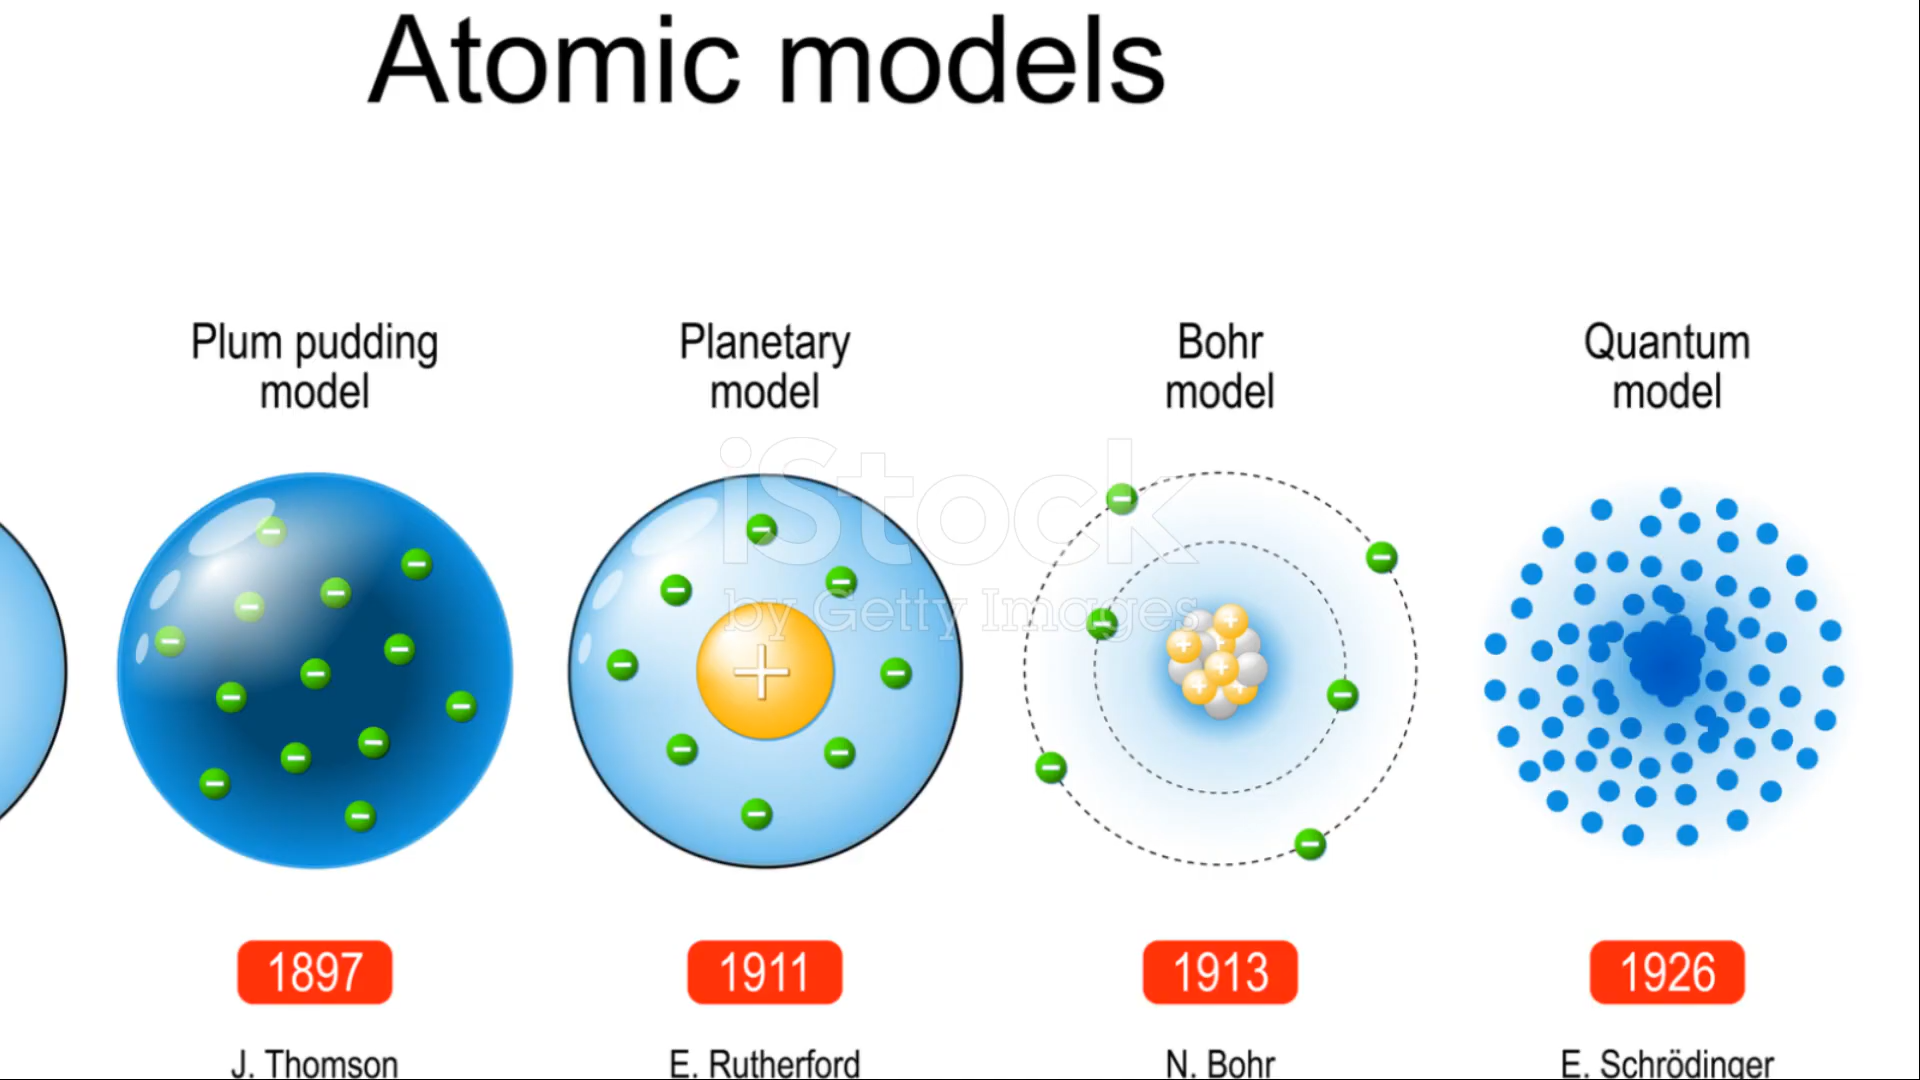 Atomic models
Plum pudding
model
Planetary
model
Bohr
model
Quantum
model
iStock
by Getty Images
1897
1911
1913
1926
J. Thomson
E. Rutherford
N. Bohr
E. Schrödinger